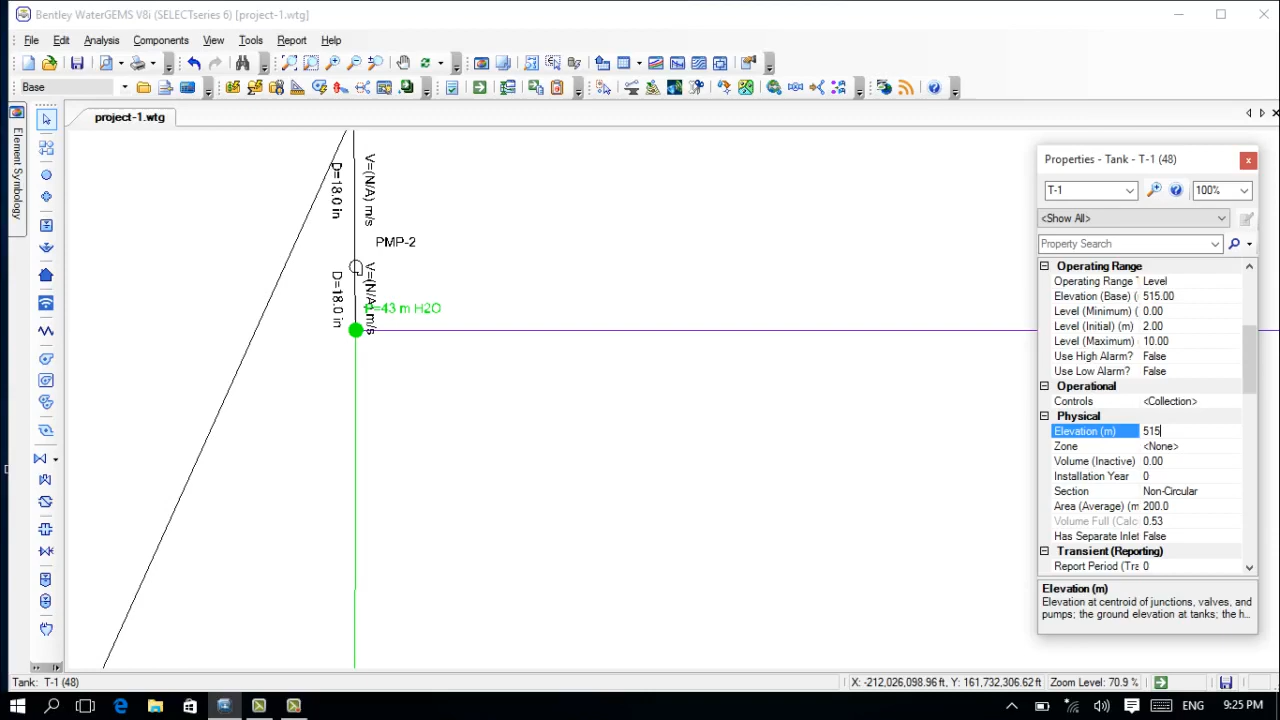 Bentley WaterGEMS V8i (SELECTseries 6) [project-1.wtg]
File Edit Analysis Components View Tools Report Help
Base
project-1.wtg
Element Symbology
V=(N/A) m/s
D=18.0 in
PMP-2
V=(N/A) m/s
D=18.0 in
P=43 m H2O
Properties - Tank - T-1 (48)
T-1
100%
<Show All>
Property Search
Operating Range
Operating Range Level
Elevation (Base) ( 515.00
Level (Minimum) ( 0.00
Level (Initial) (m) 2.00
Level (Maximum) 10.00
Use High Alarm? False
Use Low Alarm? False
Operational
Controls <Collection>
Physical
Elevation (m) 515
Zone <None>
Volume (Inactive) 0.00
Installation Year 0
Section Non-Circular
Area (Average) (m 200.0
Volume Full (Calc 0.53
Has Separate Inlet False
Transient (Reporting)
Report Period (Tra 0
Elevation (m)
Elevation at centroid of junctions, valves, and
pumps; the ground elevation at tanks; the h...
Tank: T-1 (48)
X: -212,026,098.96 ft, Y: 161,732,306.62 ft
Zoom Level: 70.9 %
ENG
9:25 PM